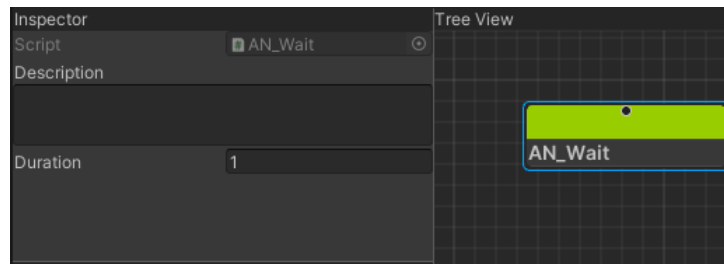 Inspector
Script AN_Wait
Description
Duration 1
Tree View
AN_Wait